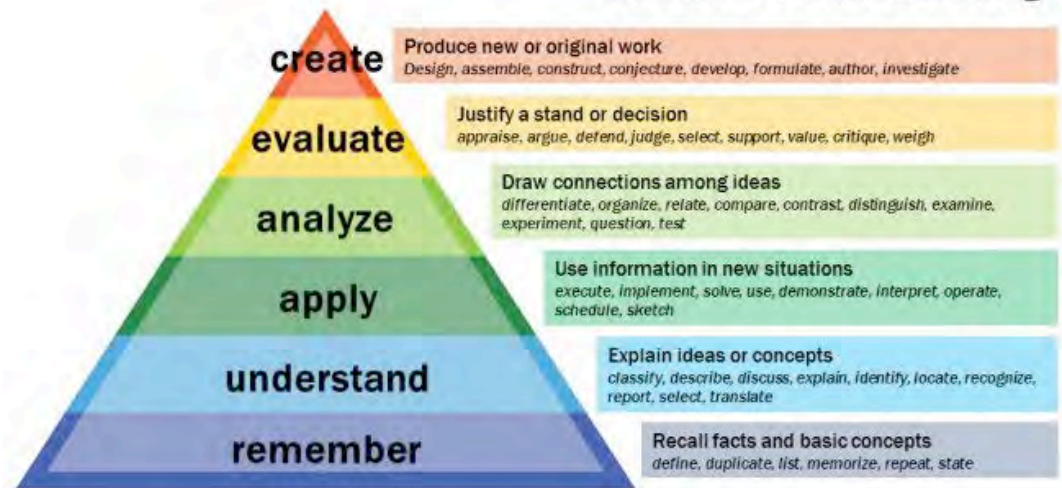 create
Produce new or original work
Design, assemble, construct, conjecture, develop, formulate, author, investigate
evaluate
Justify a stand or decision
appraise, argue, defend, judge, select, support, value, critique, weigh
analyze
Draw connections among ideas
differentiate, organize, relate, compare, contrast, distinguish, examine,
experiment, question, test
apply
Use information in new situations
execute, implement, solve, use, demonstrate, interpret, operate,
schedule, sketch
understand
Explain ideas or concepts
classify, describe, discuss, explain, identify, locate, recognize,
report, select, translate
remember
Recall facts and basic concepts
define, duplicate, list, memorize, repeat, state